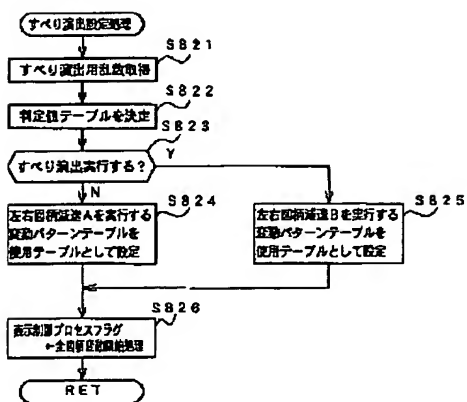 すべり演出設定処理
S821
すべり演出用乱数取得
S822
判定値テーブルを決定
S823
すべり演出実行する？
Y
N
S824
左右図柄減速Aを実行する
変動パターンテーブルを
使用テーブルとして設定
S825
左右図柄減速Bを実行する
変動パターンテーブルを
使用テーブルとして設定
S826
表示制御プロセスフラグ
←全図柄変動開始処理
RET